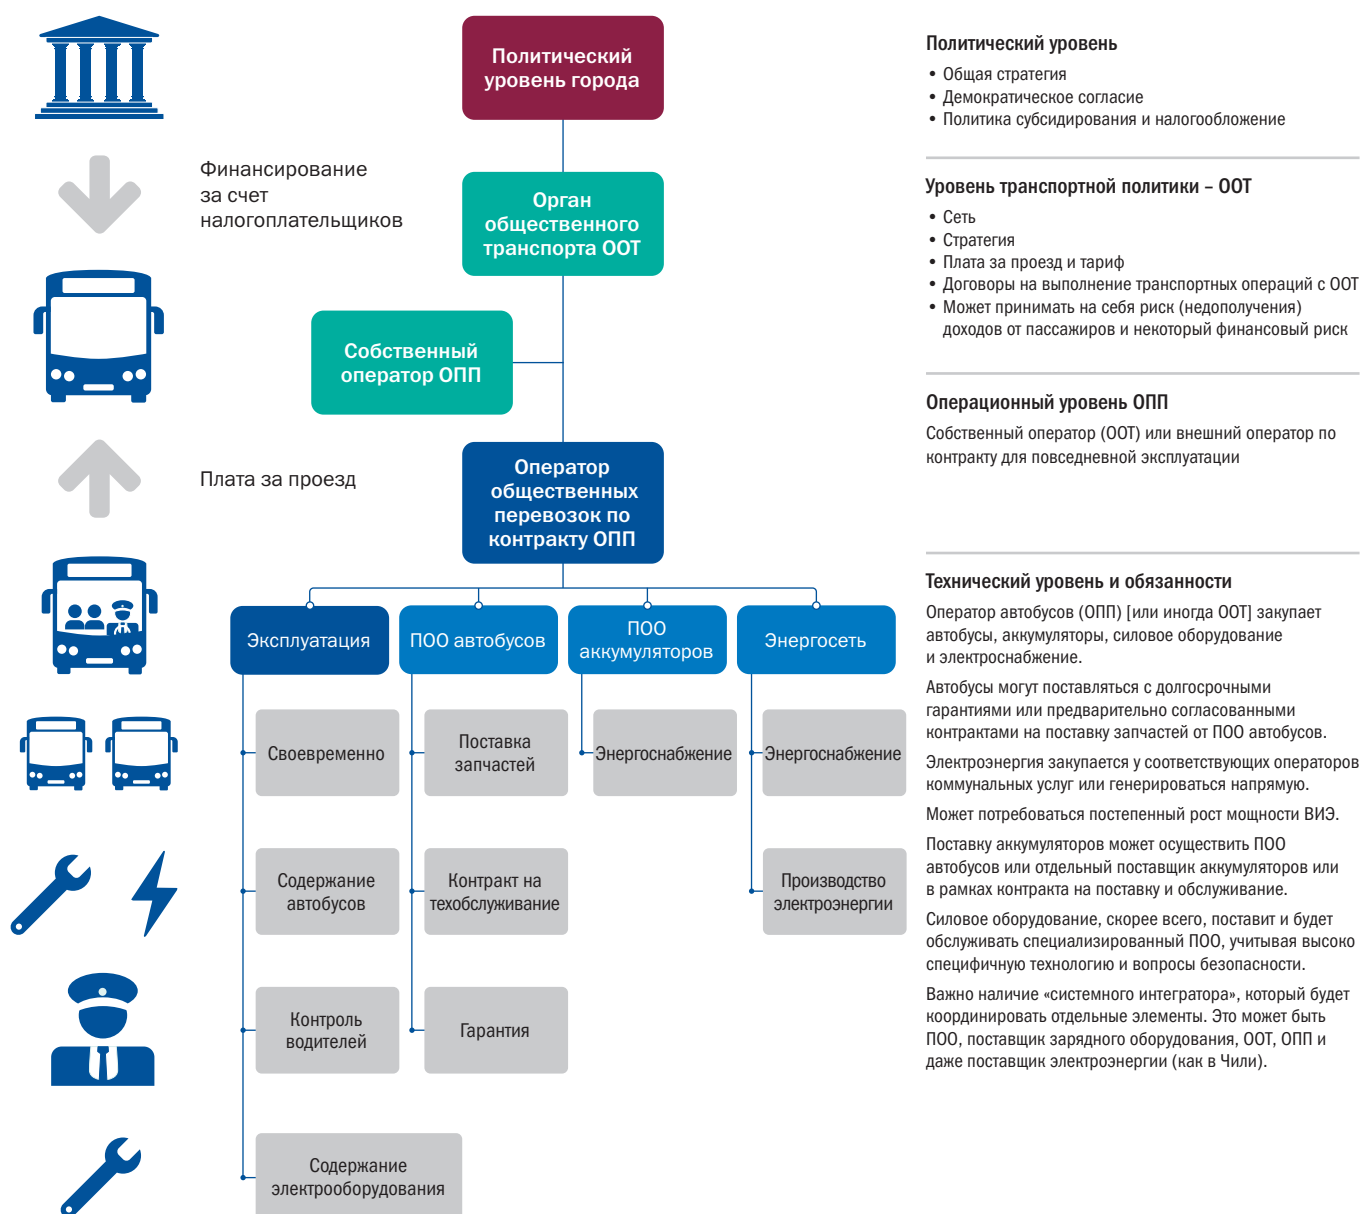 Политический
уровень города
Финансирование
за счет
налогоплательщиков
Орган
общественного
транспорта ООТ
Собственный
оператор ОПП
Плата за проезд
Оператор
общественных
перевозок по
контракту ОПП
Эксплуатация
ПОО автобусов
ПОО
аккумуляторов
Энергосеть
Своевременно
Поставка
запчастей
Энергоснабжение
Энергоснабжение
Содержание
автобусов
Контракт на
техобслуживание
Производство
электроэнергии
Контроль
водителей
Гарантия
Содержание
электрооборудования
Политический уровень
• Общая стратегия
• Демократическое согласие
• Политика субсидирования и налогообложение
Уровень транспортной политики – ООТ
• Сеть
• Стратегия
• Плата за проезд и тариф
• Договоры на выполнение транспортных операций с ООТ
• Может принимать на себя риск (недополучения)
доходов от пассажиров и некоторый финансовый риск
Операционный уровень ОПП
Собственный оператор (ООТ) или внешний оператор по
контракту для повседневной эксплуатации
Технический уровень и обязанности
Оператор автобусов (ОПП) [или иногда ООТ] закупает
автобусы, аккумуляторы, силовое оборудование
и электроснабжение.
Автобусы могут поставляться с долгосрочными
гарантиями или предварительно согласованными
контрактами на поставку запчастей от ПОО автобусов.
Электроэнергия закупается у соответствующих операторов
коммунальных услуг или генерироваться напрямую.
Может потребоваться постепенный рост мощности ВИЭ.
Поставку аккумуляторов может осуществить ПОО
автобусов или отдельный поставщик аккумуляторов или
в рамках контракта на поставку и обслуживание.
Силовое оборудование, скорее всего, поставит и будет
обслуживать специализированный ПОО, учитывая высоко
специфичную технологию и вопросы безопасности.
Важно наличие «системного интегратора», который будет
координировать отдельные элементы. Это может быть
ПОО, поставщик зарядного оборудования, ООТ, ОПП и
даже поставщик электроэнергии (как в Чили).